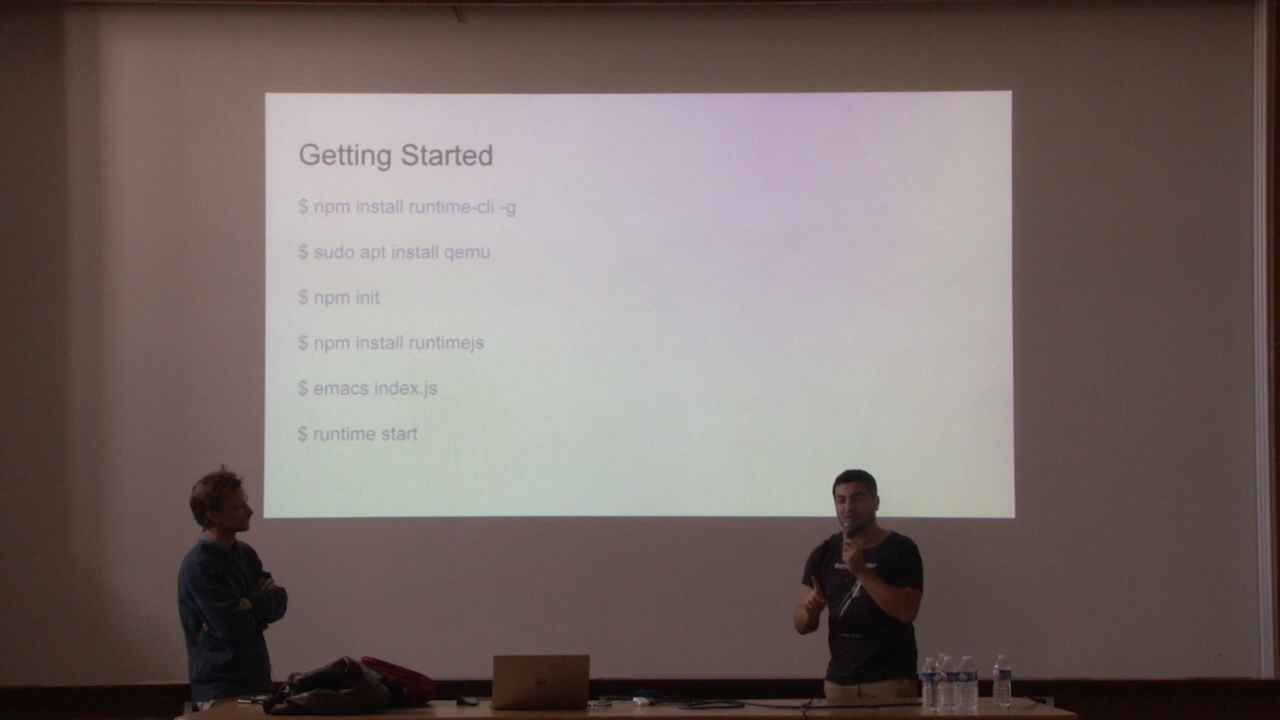 Getting Started
$ npm install runtime-cli -g
$ sudo apt install qemu
$ npm init
$ npm install runtimejs
$ emacs index.js
$ runtime start